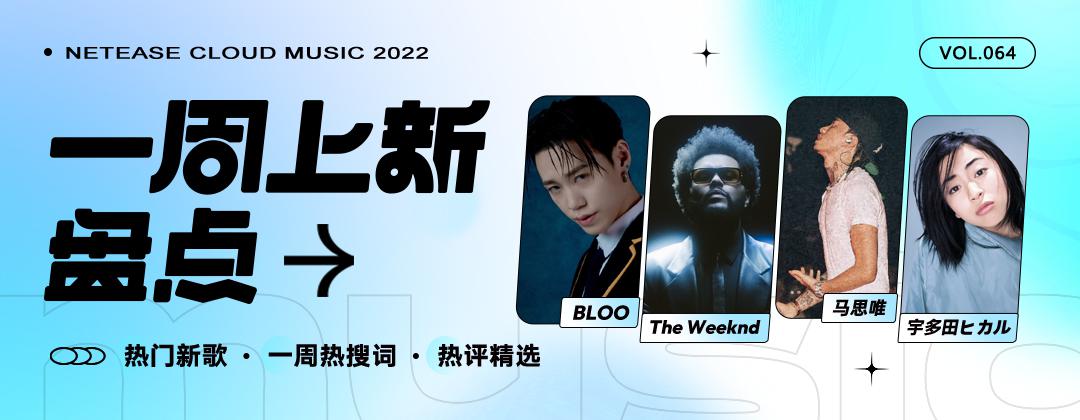 NETEASE CLOUD MUSIC 2022
VOL.064
一周上新
盘点
BLOO
The Weeknd
马思唯
宇多田ヒカル
热门新歌 · 一周热搜词 · 热评精选
music